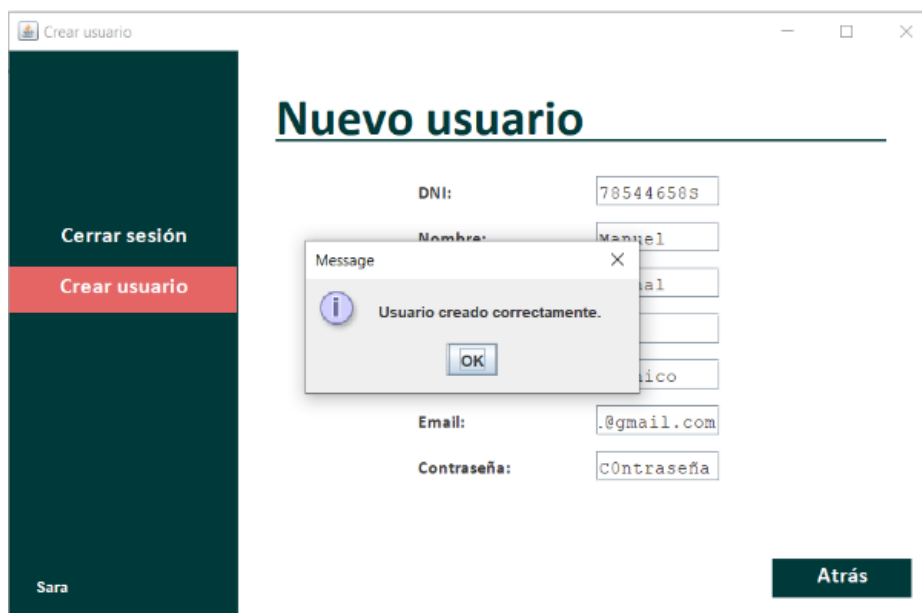 Crear usuario
Nuevo usuario
DNI: 78544658S
Cerrar sesión
Nombre: Manuel
Message
Crear usuario
Usuario creado correctamente.
OK
Email: .@gmail.com
Contraseña: C0ntraseña
Atrás
Sara